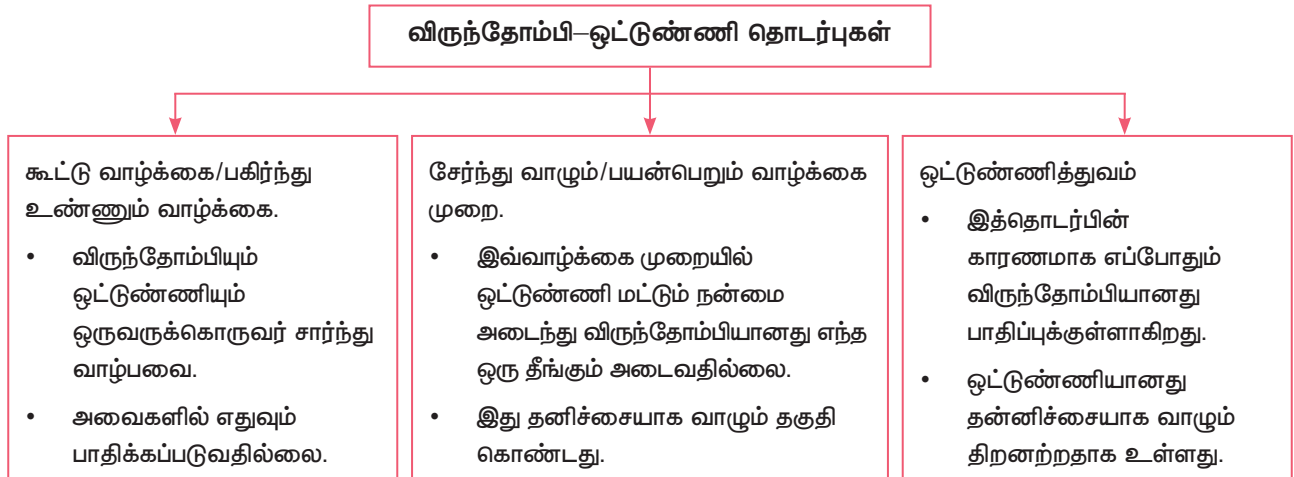 விருந்தோம்பி–ஒட்டுண்ணி தொடர்புகள்
கூட்டு வாழ்க்கை/பகிர்ந்து
உண்ணும் வாழ்க்கை.
• விருந்தோம்பியும்
ஒட்டுண்ணியும்
ஒருவருக்கொருவர் சார்ந்து
வாழ்பவை.
• அவைகளில் எதுவும்
பாதிக்கப்படுவதில்லை.
சேர்ந்து வாழும்/பயன்பெறும் வாழ்க்கை
முறை.
• இவ்வாழ்க்கை முறையில்
ஒட்டுண்ணி மட்டும் நன்மை
அடைந்து விருந்தோம்பியானது எந்த
ஒரு தீங்கும் அடைவதில்லை.
• இது தனிச்சையாக வாழும் தகுதி
கொண்டது.
ஒட்டுண்ணித்துவம்
• இத்தொடர்பின்
காரணமாக எப்போதும்
விருந்தோம்பியானது
பாதிப்புக்குள்ளாகிறது.
• ஒட்டுண்ணியானது
தன்னிச்சையாக வாழும்
திறனற்றதாக உள்ளது.